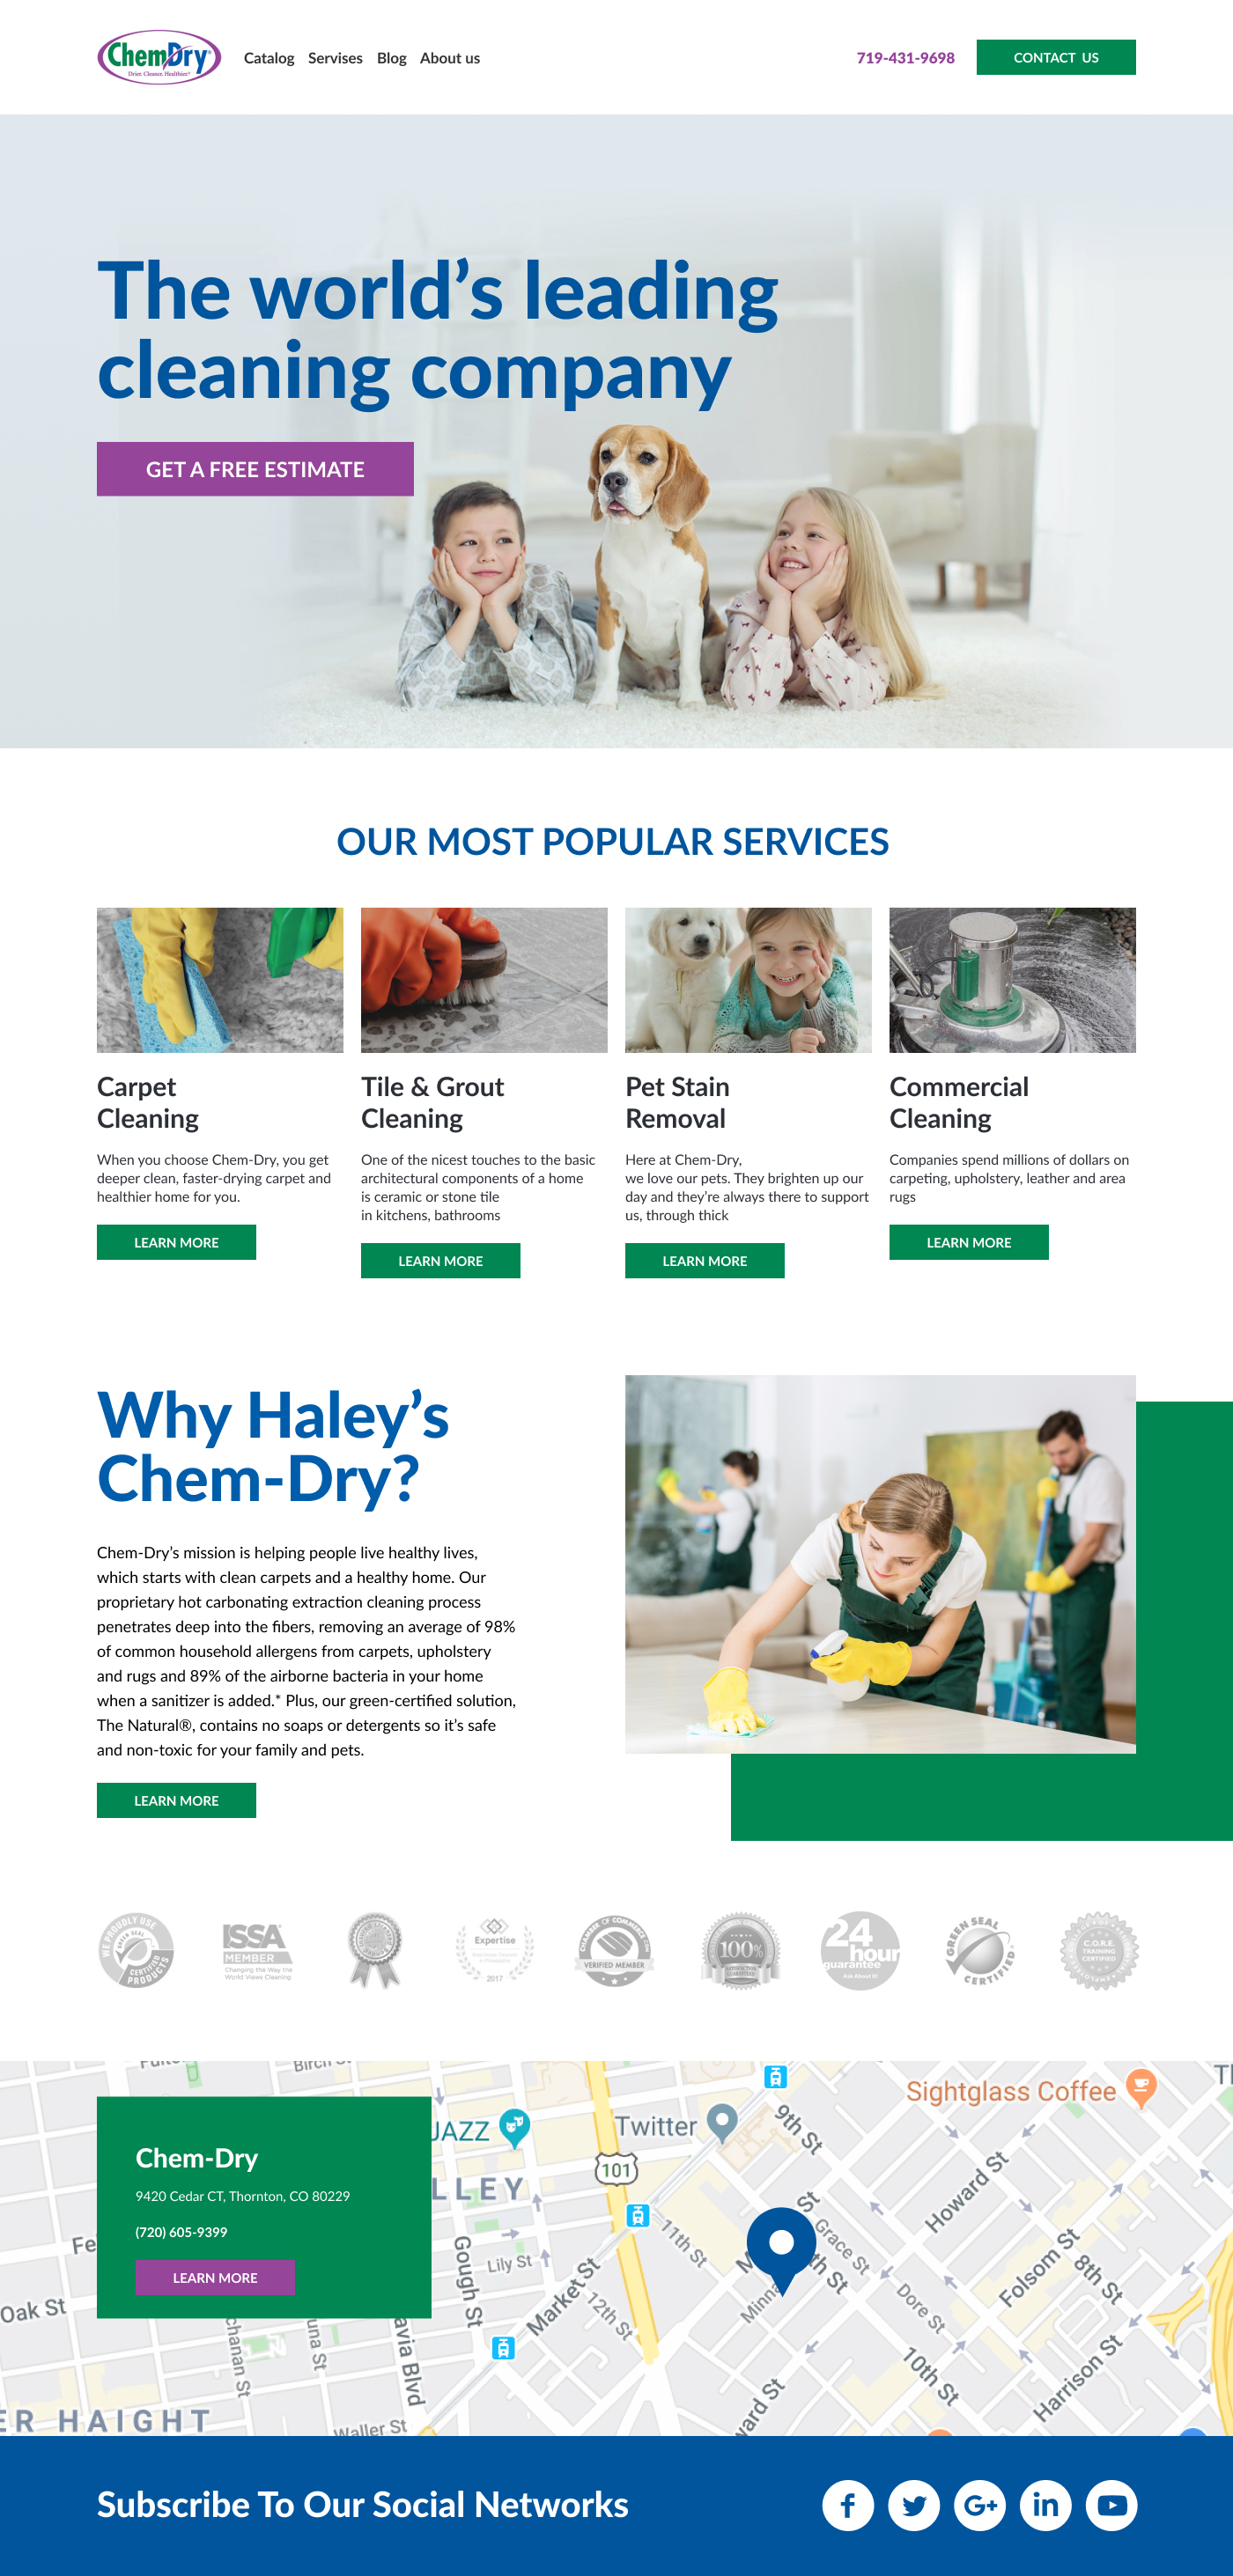 ChemDry®
Drier. Cleaner. Healthier.®
Catalog Servises Blog About us
719-431-9698
CONTACT US
The world’s leading
cleaning company
GET A FREE ESTIMATE
OUR MOST POPULAR SERVICES
Carpet
Cleaning
When you choose Chem-Dry, you get
deeper clean, faster-drying carpet and
healthier home for you.
LEARN MORE
Tile & Grout
Cleaning
One of the nicest touches to the basic
architectural components of a home
is ceramic or stone tile
in kitchens, bathrooms
LEARN MORE
Pet Stain
Removal
Here at Chem-Dry,
we love our pets. They brighten up our
day and they’re always there to support
us, through thick
LEARN MORE
Commercial
Cleaning
Companies spend millions of dollars on
carpeting, upholstery, leather and area
rugs
LEARN MORE
Why Haley’s
Chem-Dry?
Chem-Dry’s mission is helping people live healthy lives,
which starts with clean carpets and a healthy home. Our
proprietary hot carbonating extraction cleaning process
penetrates deep into the fibers, removing an average of 98%
of common household allergens from carpets, upholstery
and rugs and 89% of the airborne bacteria in your home
when a sanitizer is added.* Plus, our green-certified solution,
The Natural®, contains no soaps or detergents so it’s safe
and non-toxic for your family and pets.
LEARN MORE
WE PROUDLY USE
GREEN SEAL
CERTIFIED
PRODUCTS
ISSA
MEMBER
Changing the Way the
World Views Cleaning
Expertise
2017
CHAMBER OF COMMERCE.COM
VERIFIED MEMBER
100%
SATISFACTION
GUARANTEED
24
hour
guarantee
Ask About It!
GREEN SEAL
CERTIFIED
C.O.R.E.
TRAINING
CERTIFIED
Birch
Sightglass Coffee
JAZZ
Twitter
9th St
101
LLEY
Howard St
St
Grace St
11th St
Chem-Dry
9420 Cedar CT, Thornton, CO 80229
(720) 605-9399
LEARN MORE
Fe
Lily St
Gough St
Market St
12th St
Minna
th St
Folsom St
8th St
Dore St
Oak St
chanan St
una St
avia Blvd
10th St
Harrison St
ward St
ER HAIGHT
Waller St
Subscribe To Our Social Networks
f
G+
in